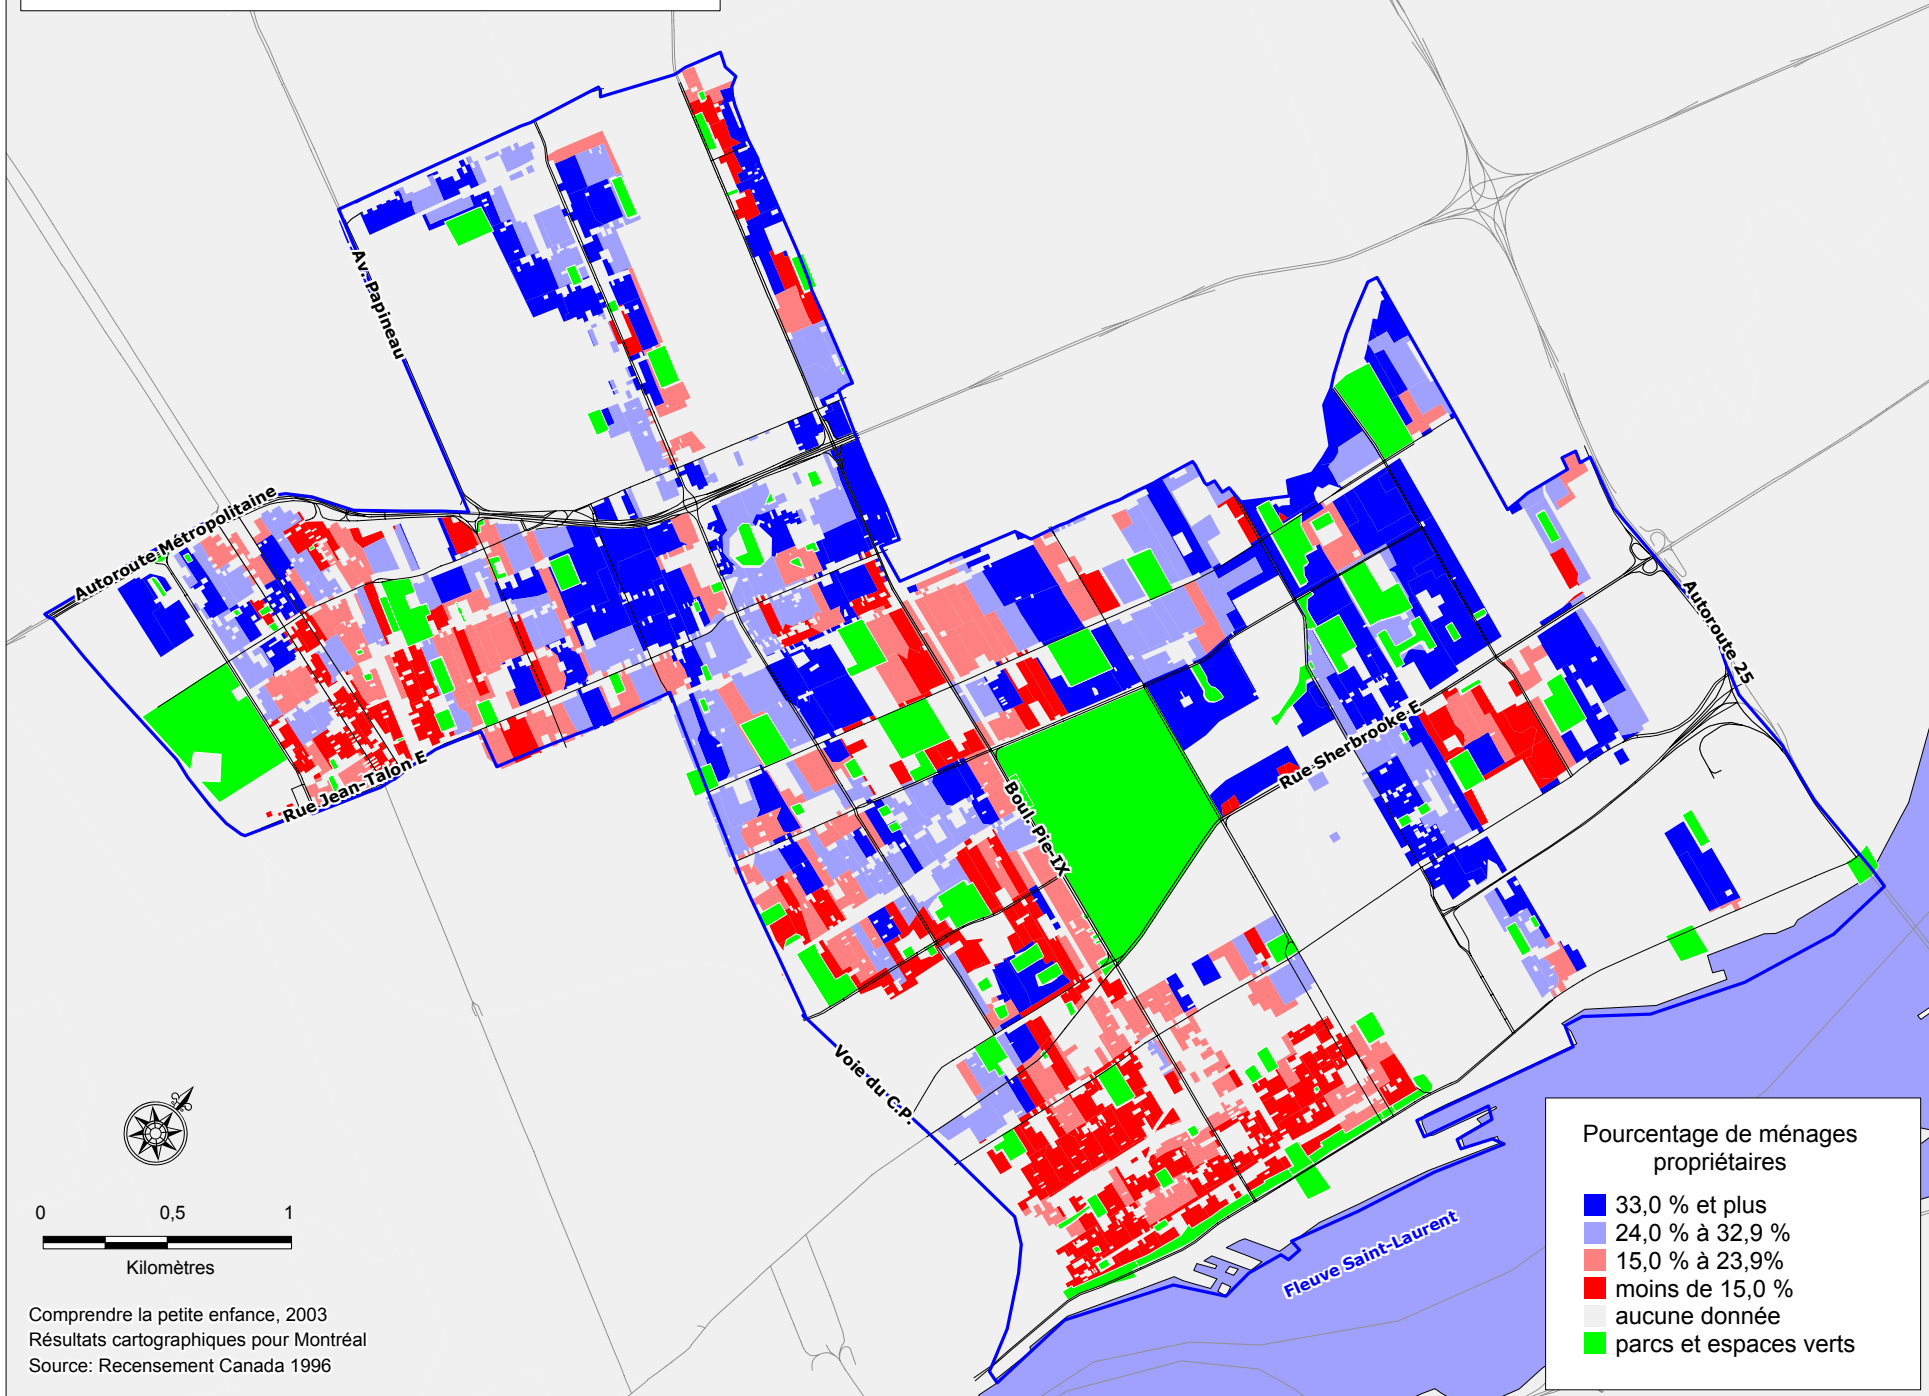 Av. Papineau
Autoroute Métropolitaine
Rue Jean-Talon E
Boul. Pie-IX
Rue Sherbrooke E
Autoroute 25
Voie du C.P.
Fleuve Saint-Laurent
0 0,5 1
Kilomètres
Comprendre la petite enfance, 2003
Résultats cartographiques pour Montréal
Source: Recensement Canada 1996
Pourcentage de ménages
propriétaires
33,0 % et plus
24,0 % à 32,9 %
15,0 % à 23,9%
moins de 15,0 %
aucune donnée
parcs et espaces verts